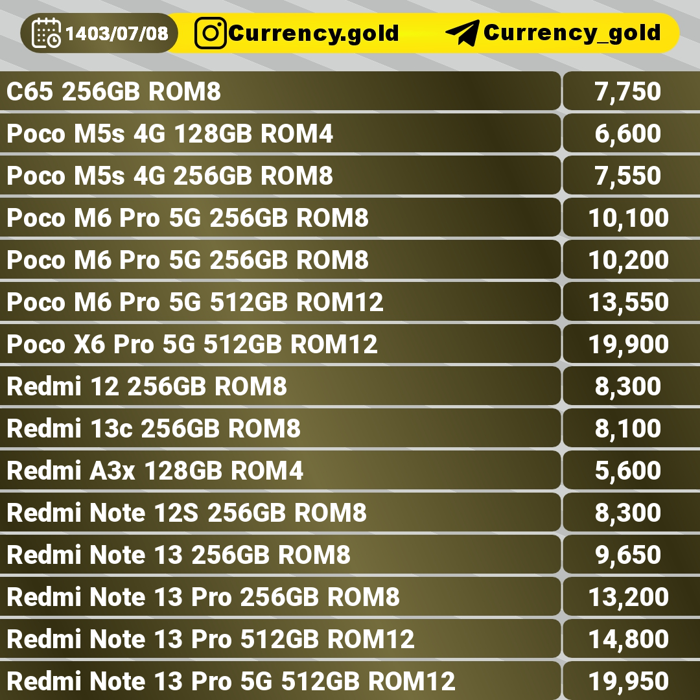 1403/07/08 Currency.gold Currency_gold
C65 256GB ROM8 7,750
Poco M5s 4G 128GB ROM4 6,600
Poco M5s 4G 256GB ROM8 7,550
Poco M6 Pro 5G 256GB ROM8 10,100
Poco M6 Pro 5G 256GB ROM8 10,200
Poco M6 Pro 5G 512GB ROM12 13,550
Poco X6 Pro 5G 512GB ROM12 19,900
Redmi 12 256GB ROM8 8,300
Redmi 13c 256GB ROM8 8,100
Redmi A3x 128GB ROM4 5,600
Redmi Note 12S 256GB ROM8 8,300
Redmi Note 13 256GB ROM8 9,650
Redmi Note 13 Pro 256GB ROM8 13,200
Redmi Note 13 Pro 512GB ROM12 14,800
Redmi Note 13 Pro 5G 512GB ROM12 19,950